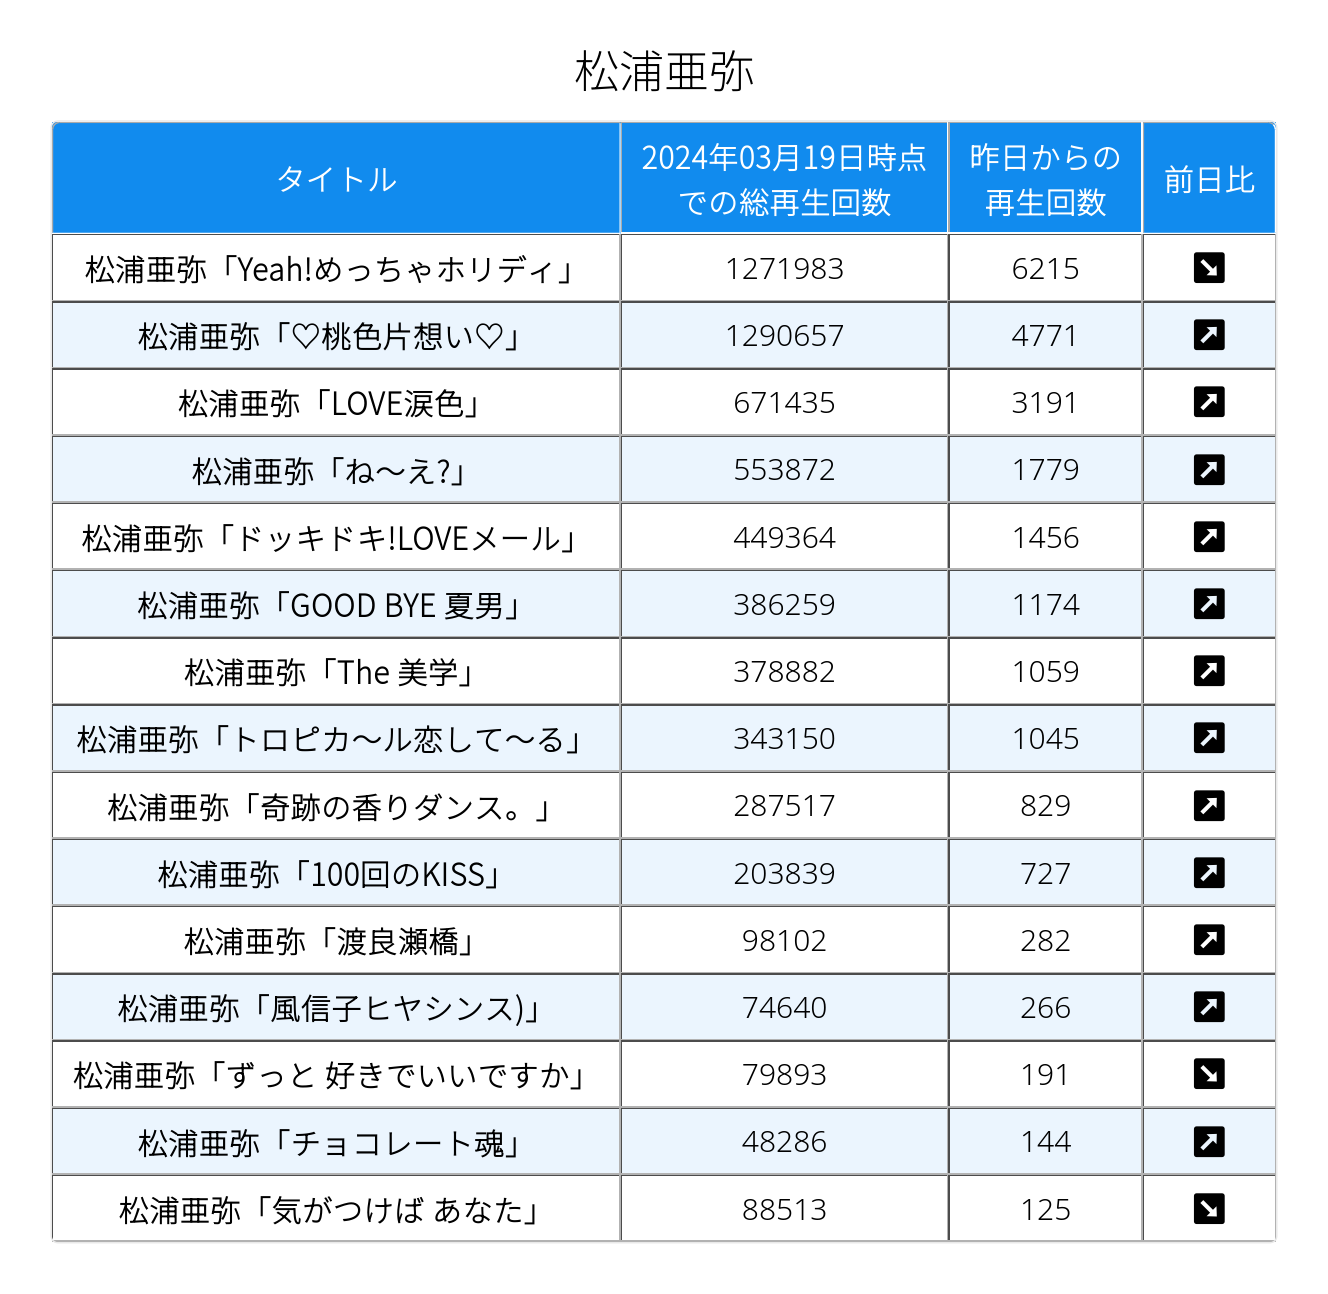 松浦亜弥
タイトル
2024年03月19日時点
での総再生回数
昨日からの
再生回数
前日比
松浦亜弥「Yeah!めっちゃホリディ」 1271983 6215
松浦亜弥「♡桃色片想い♡」 1290657 4771
松浦亜弥「LOVE涙色」 671435 3191
松浦亜弥「ね～え?」 553872 1779
松浦亜弥「ドッキドキ!LOVEメール」 449364 1456
松浦亜弥「GOOD BYE 夏男」 386259 1174
松浦亜弥「The 美学」 378882 1059
松浦亜弥「トロピカ～ル恋して～る」 343150 1045
松浦亜弥「奇跡の香りダンス。」 287517 829
松浦亜弥「100回のKISS」 203839 727
松浦亜弥「渡良瀬橋」 98102 282
松浦亜弥「風信子ヒヤシンス)」 74640 266
松浦亜弥「ずっと 好きでいいですか」 79893 191
松浦亜弥「チョコレート魂」 48286 144
松浦亜弥「気がつけば あなた」 88513 125